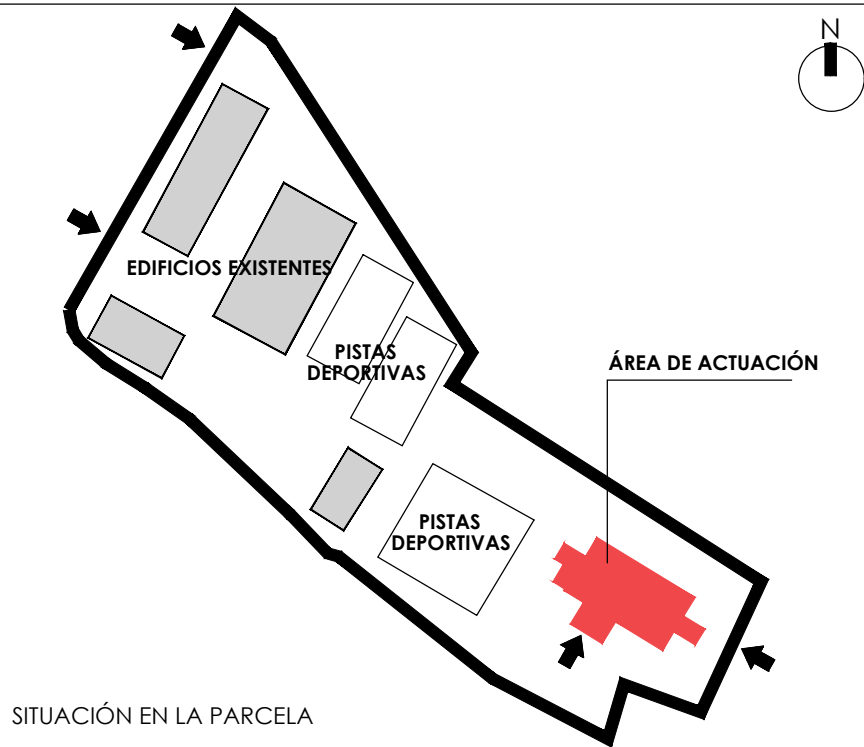 N
EDIFICIOS EXISTENTES
PISTAS
DEPORTIVAS
ÁREA DE ACTUACIÓN
PISTAS
DEPORTIVAS
SITUACIÓN EN LA PARCELA